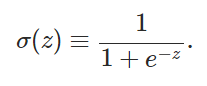 σ(z) ≡ 1 / (1 + e^{-z}).